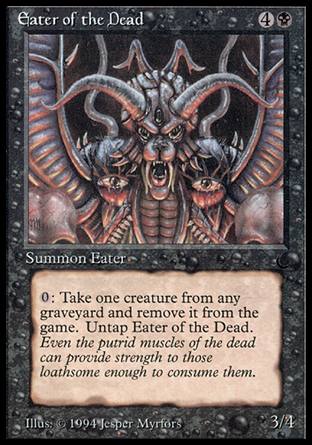 Eater of the Dead 4
Summon Eater
0: Take one creature from any
graveyard and remove it from the
game. Untap Eater of the Dead.
Even the putrid muscles of the dead
can provide strength to those
loathsome enough to consume them.
Illus: © 1994 Jesper Myrfors 3/4